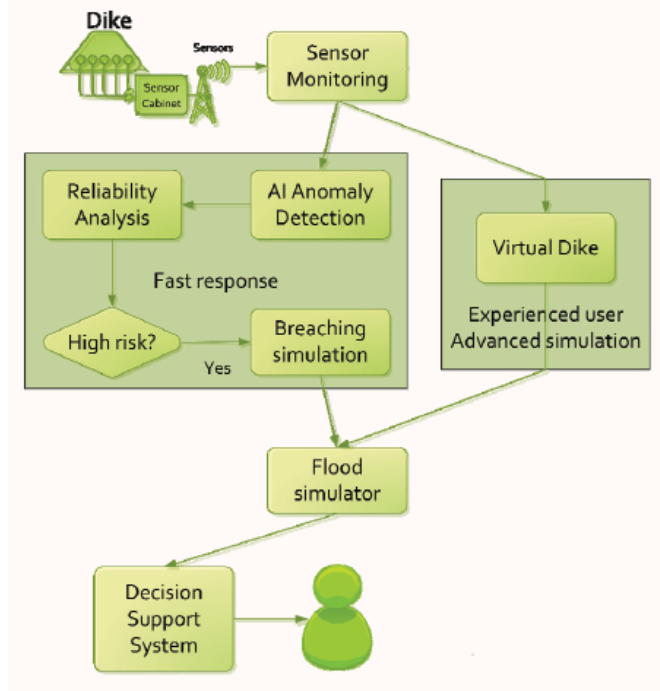 Dike
Sensors
Sensor
Cabinet
Sensor
Monitoring
Reliability
Analysis
AI Anomaly
Detection
Virtual Dike
Fast response
Experienced user
Advanced simulation
High risk?
Yes
Breaching
simulation
Flood
simulator
Decision
Support
System